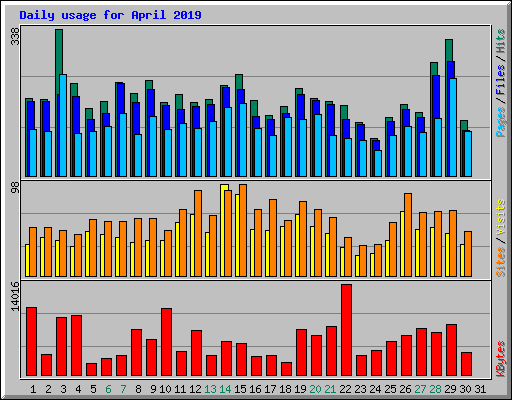 Daily usage for April 2019
338
Pages / Files / Hits
98
Sites / Visits
14016
KBytes
1 2 3 4 5 6 7 8 9 10 11 12 13 14 15 16 17 18 19 20 21 22 23 24 25 26 27 28 29 30 31